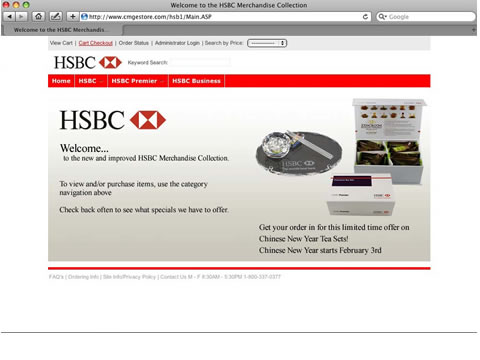 Welcome to the HSBC Merchandise Collection
http://www.cmgestore.com/hsb1/Main.ASP
Google
Welcome to the HSBC Merchandis...
View Cart | Cart Checkout | Order Status | Administrator Login | Search by Price:
HSBC Keyword Search:
Home HSBC HSBC Premier HSBC Business
HSBC
Welcome...
to the new and improved HSBC Merchandise Collection.
To view and/or purchase items, use the category
navigation above
Check back often to see what specials we have to offer.
HSBC
Get your order in for this limited time offer on
Chinese New Year Tea Sets!
Chinese New Year starts February 3rd
FAQ's | Ordering Info | Site Info/Privacy Policy | Contact Us M - F 8:30AM - 5:30PM 1-800-337-0377